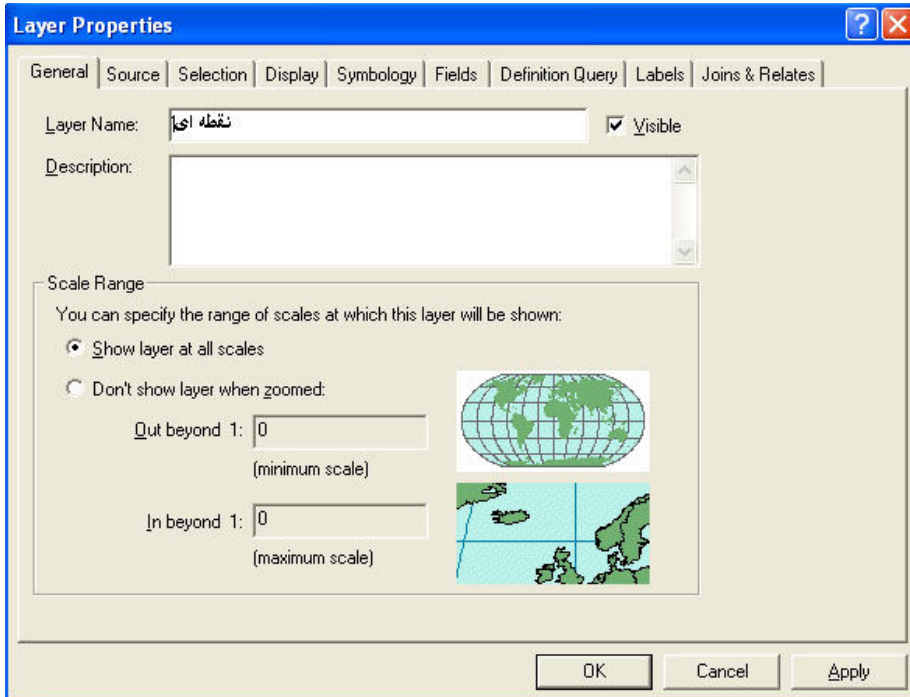 Layer Properties
General Source Selection Display Symbology Fields Definition Query Labels Joins & Relates
Layer Name: نقطه ای
Visible
Description:
Scale Range
You can specify the range of scales at which this layer will be shown:
Show layer at all scales
Don't show layer when zoomed:
Out beyond 1: 0
(minimum scale)
In beyond 1: 0
(maximum scale)
OK Cancel Apply